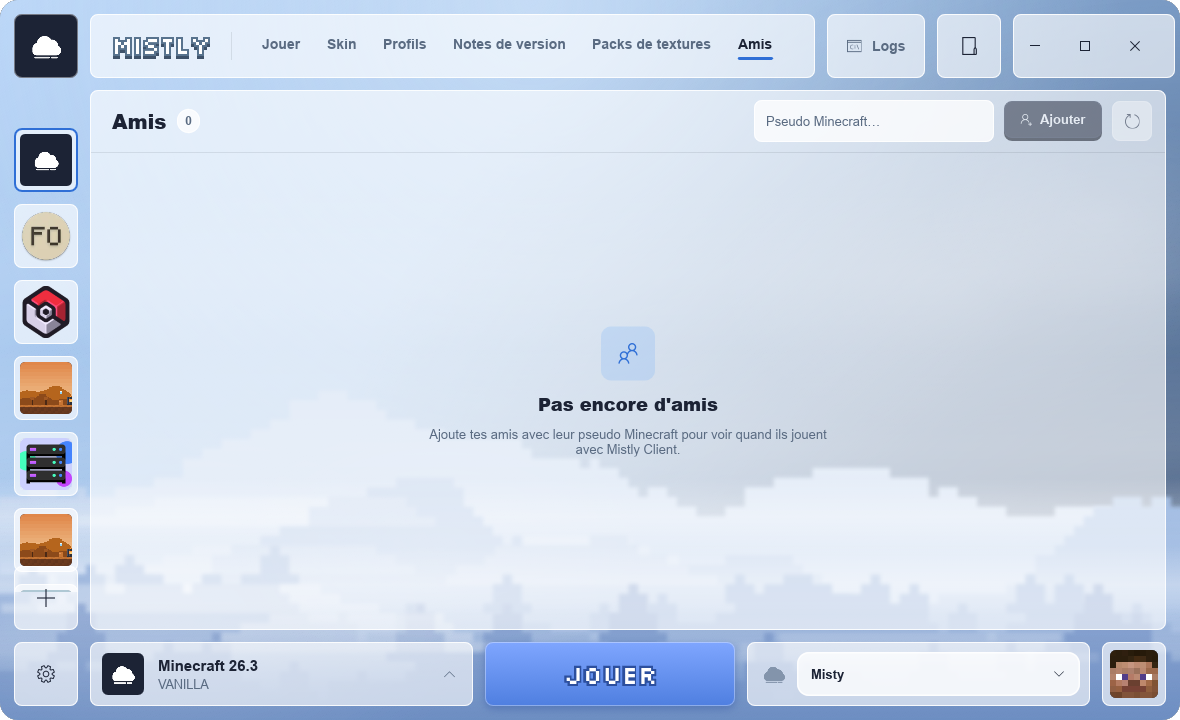 MISTLY
Jouer
Skin
Profils
Notes de version
Packs de textures
Amis
Logs
Amis
0
Pseudo Minecraft…
Ajouter
FO
Pas encore d'amis
Ajoute tes amis avec leur pseudo Minecraft pour voir quand ils jouent
avec Mistly Client.
Minecraft 26.3
VANILLA
JOUER
Misty